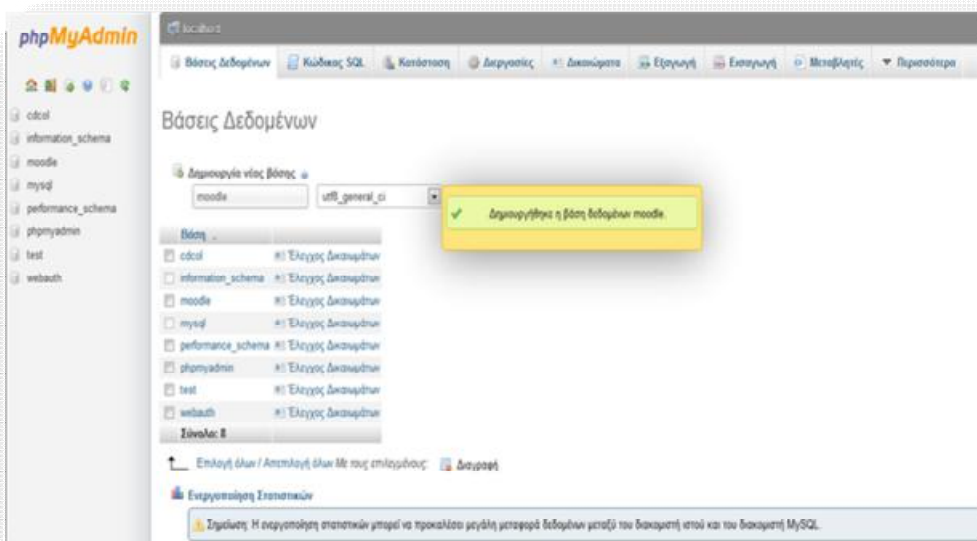 phpMyAdmin
cdcol
information_schema
moodle
mysql
performance_schema
phpmyadmin
test
webauth
localhost
Βάσεις Δεδομένων
Κώδικας SQL
Κατάσταση
Διεργασίες
Δικαιώματα
Εξαγωγή
Εισαγωγή
Μεταβλητές
Περισσότερα
Βάσεις Δεδομένων
Δημιουργία νέας βάσης
moodle
utf8_general_ci
Δημιουργήθηκε η βάση δεδομένων moodle.
Βάση
cdcol Έλεγχος Δικαιωμάτων
information_schema Έλεγχος Δικαιωμάτων
moodle Έλεγχος Δικαιωμάτων
mysql Έλεγχος Δικαιωμάτων
performance_schema Έλεγχος Δικαιωμάτων
phpmyadmin Έλεγχος Δικαιωμάτων
test Έλεγχος Δικαιωμάτων
webauth Έλεγχος Δικαιωμάτων
Σύνολο: 8
Επιλογή όλων / Απεπιλογή όλων Με τους επιλεγμένους: Διαγραφή
Ενεργοποίηση Στατιστικών
Σημείωση: Η ενεργοποίηση στατιστικών μπορεί να προκαλέσει μεγάλη μεταφορά δεδομένων μεταξύ του διακομιστή ιστού και του διακομιστή MySQL.